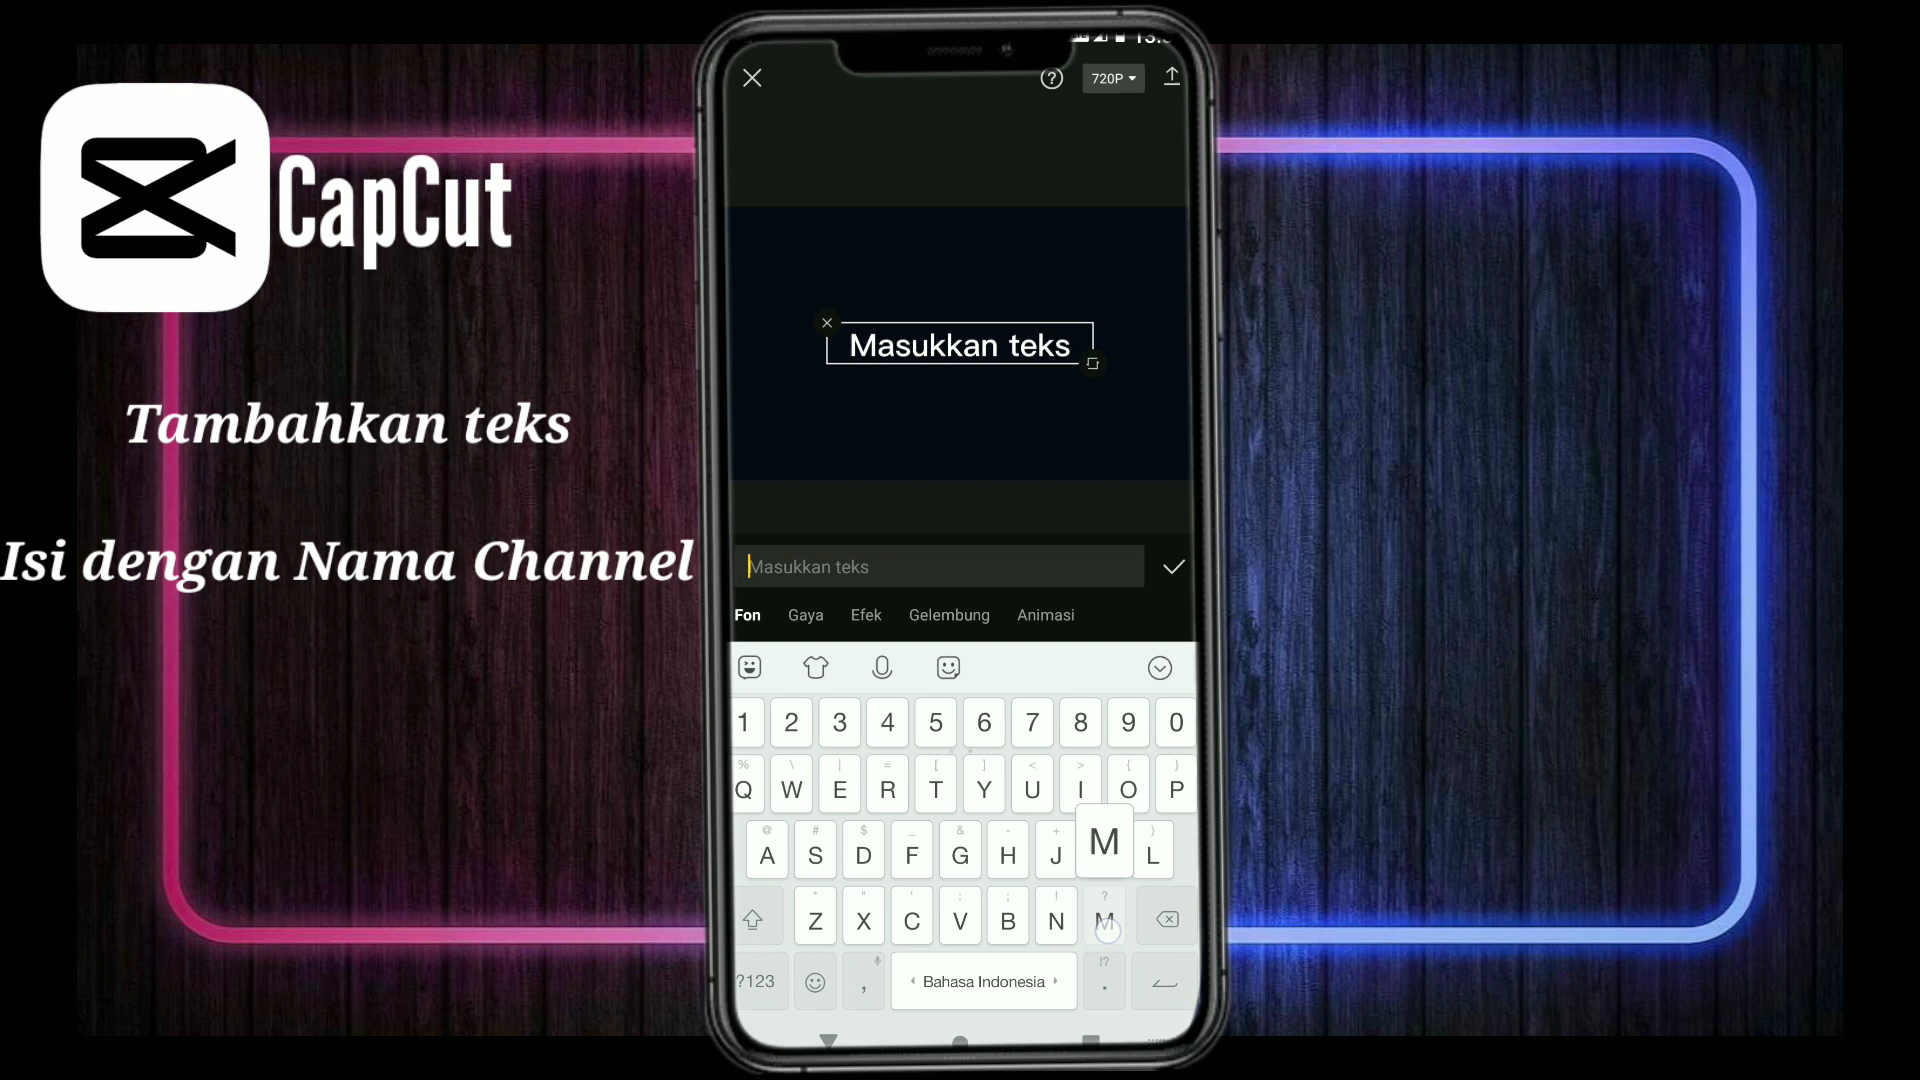 CapCut
Tambahkan teks
Isi dengan Nama Channel
720P
Masukkan teks
Masukkan teks
Fon Gaya Efek Gelembung Animasi
1 2 3 4 5 6 7 8 9 0
% \ | = [ ] < > { }
Q W E R T Y U I O P
@ # $ _ & - + )
A S D F G H J M L
* " ' : ; ! ?
Z X C V B N M
!?
?123 , Bahasa Indonesia .